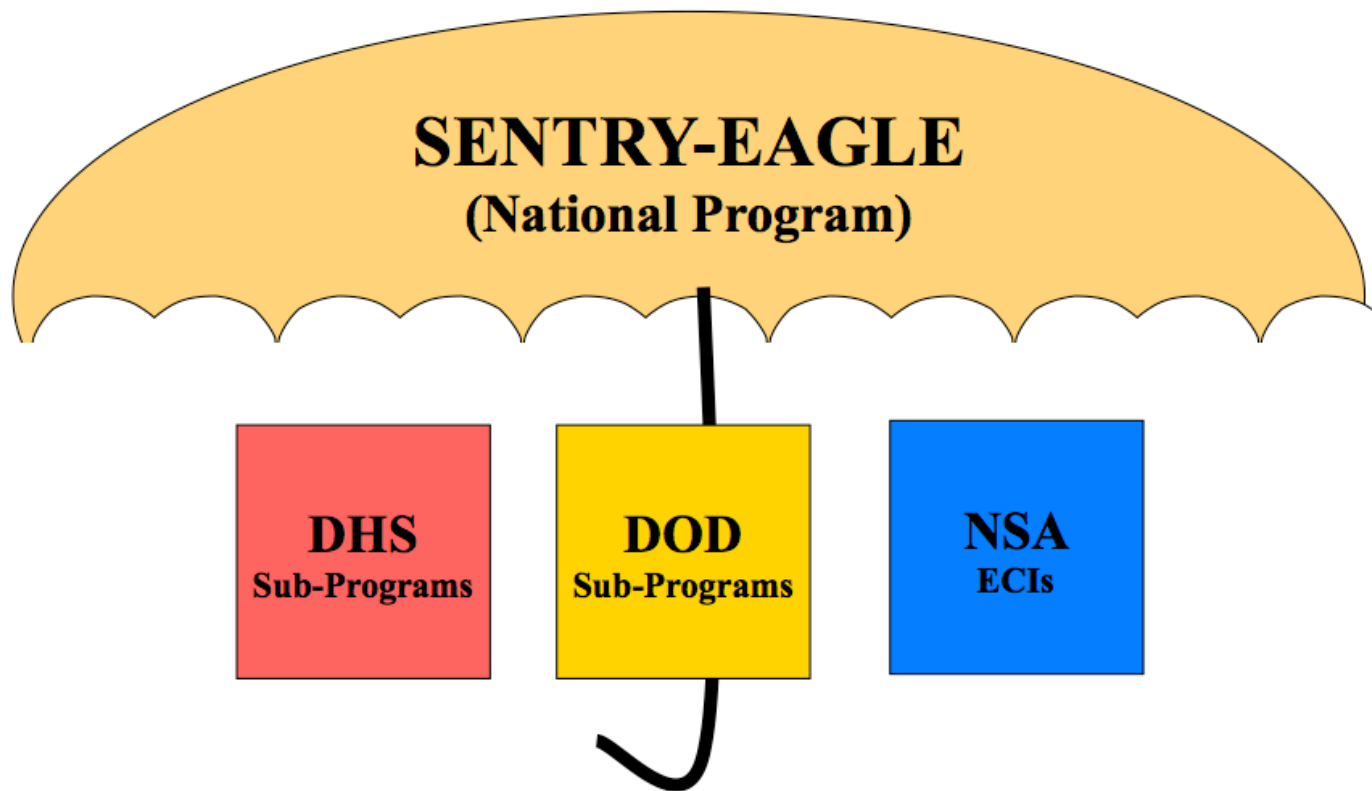 SENTRY-EAGLE
(National Program)
DHS
Sub-Programs
DOD
Sub-Programs
NSA
ECIs